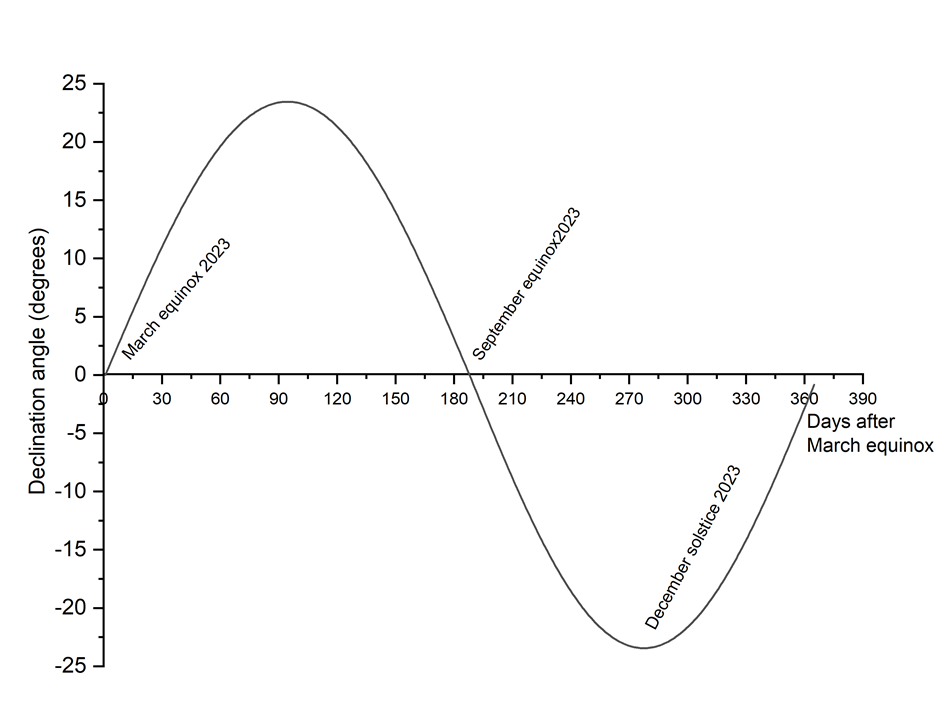 25
20
15
10
5
0
-5
-10
-15
-20
-25
Declination angle (degrees)
March equinox 2023
September equinox2023
December solstice 2023
0 30 60 90 120 150 180 210 240 270 300 330 360 390
Days after
March equinox